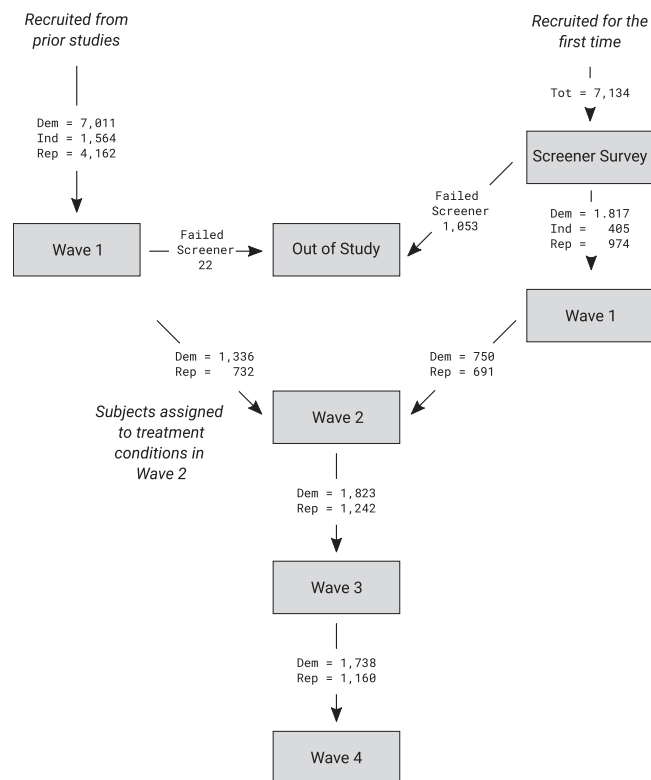 Recruited from
prior studies
Recruited for the
first time
Tot = 7,134
Dem = 7,011
Ind = 1,564
Rep = 4,162
Screener Survey
Failed
Screener
1,053
Dem = 1.817
Ind = 405
Rep = 974
Wave 1
Failed
Screener
22
Out of Study
Wave 1
Dem = 1,336
Rep = 732
Dem = 750
Rep = 691
Subjects assigned
to treatment
conditions in
Wave 2
Wave 2
Dem = 1,823
Rep = 1,242
Wave 3
Dem = 1,738
Rep = 1,160
Wave 4